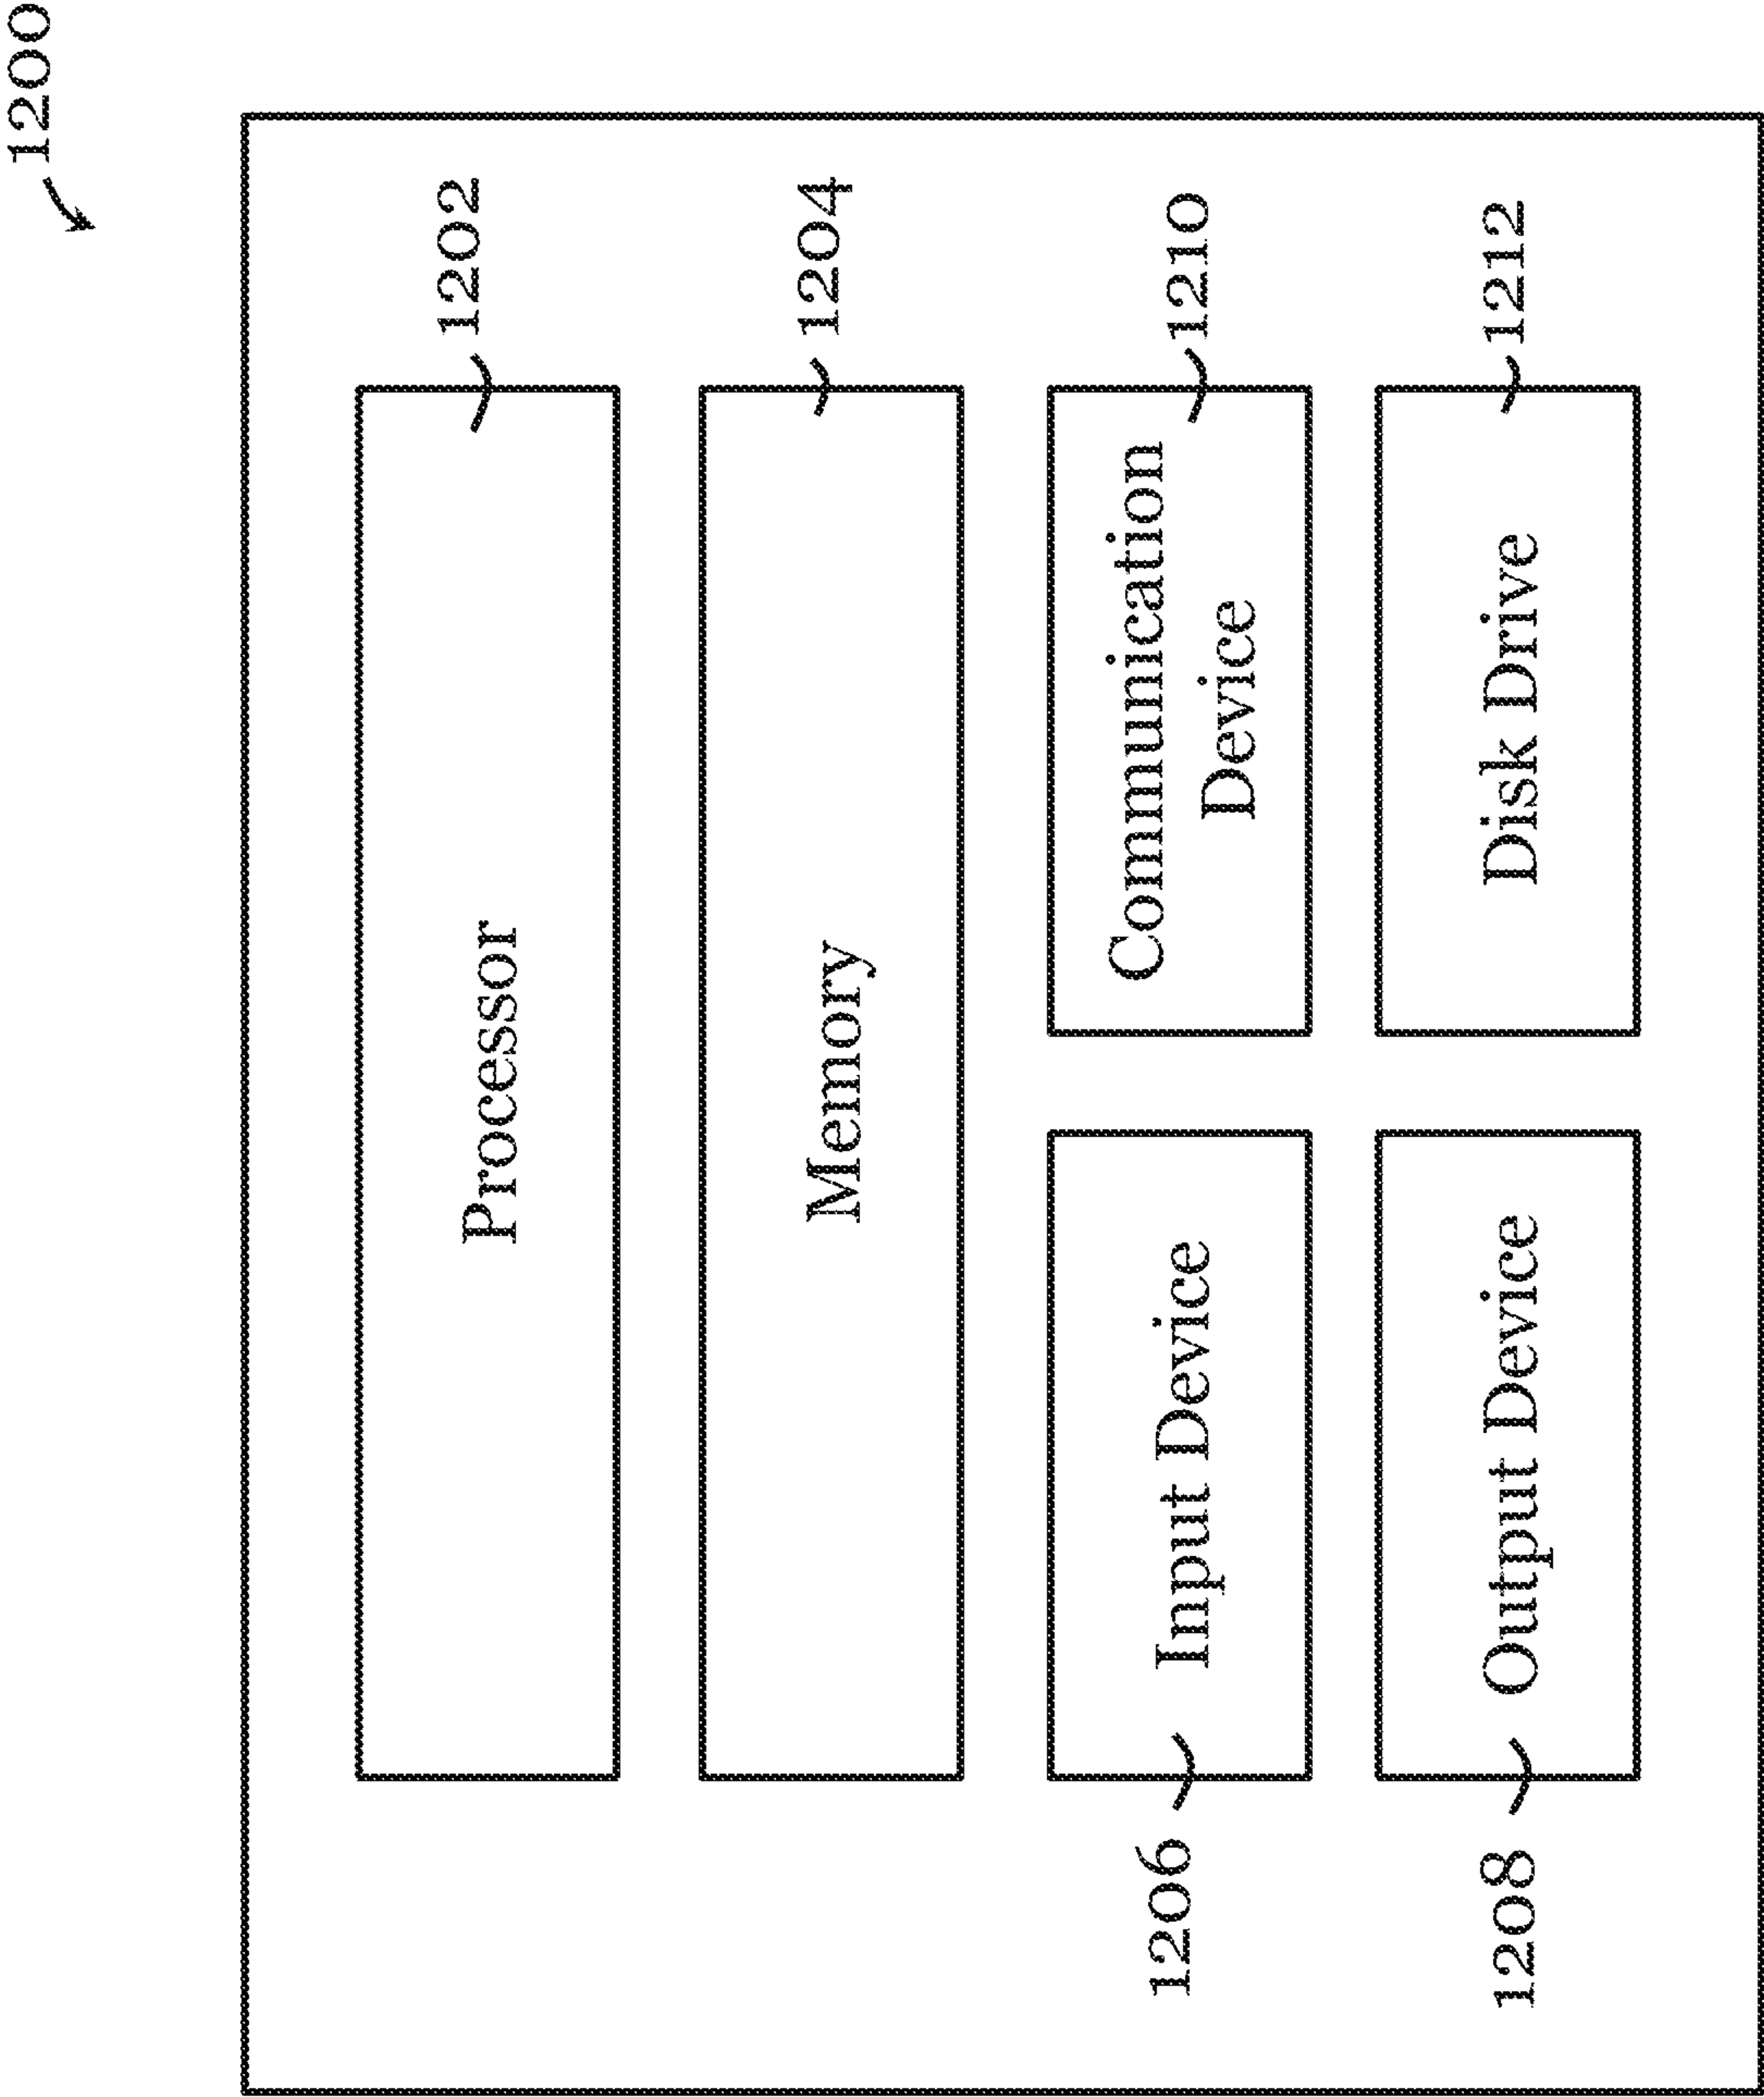 1200
Processor
1202
Memory
1204
1206
Input Device
Communication
Device
1210
1208
Output Device
Disk Drive
1212